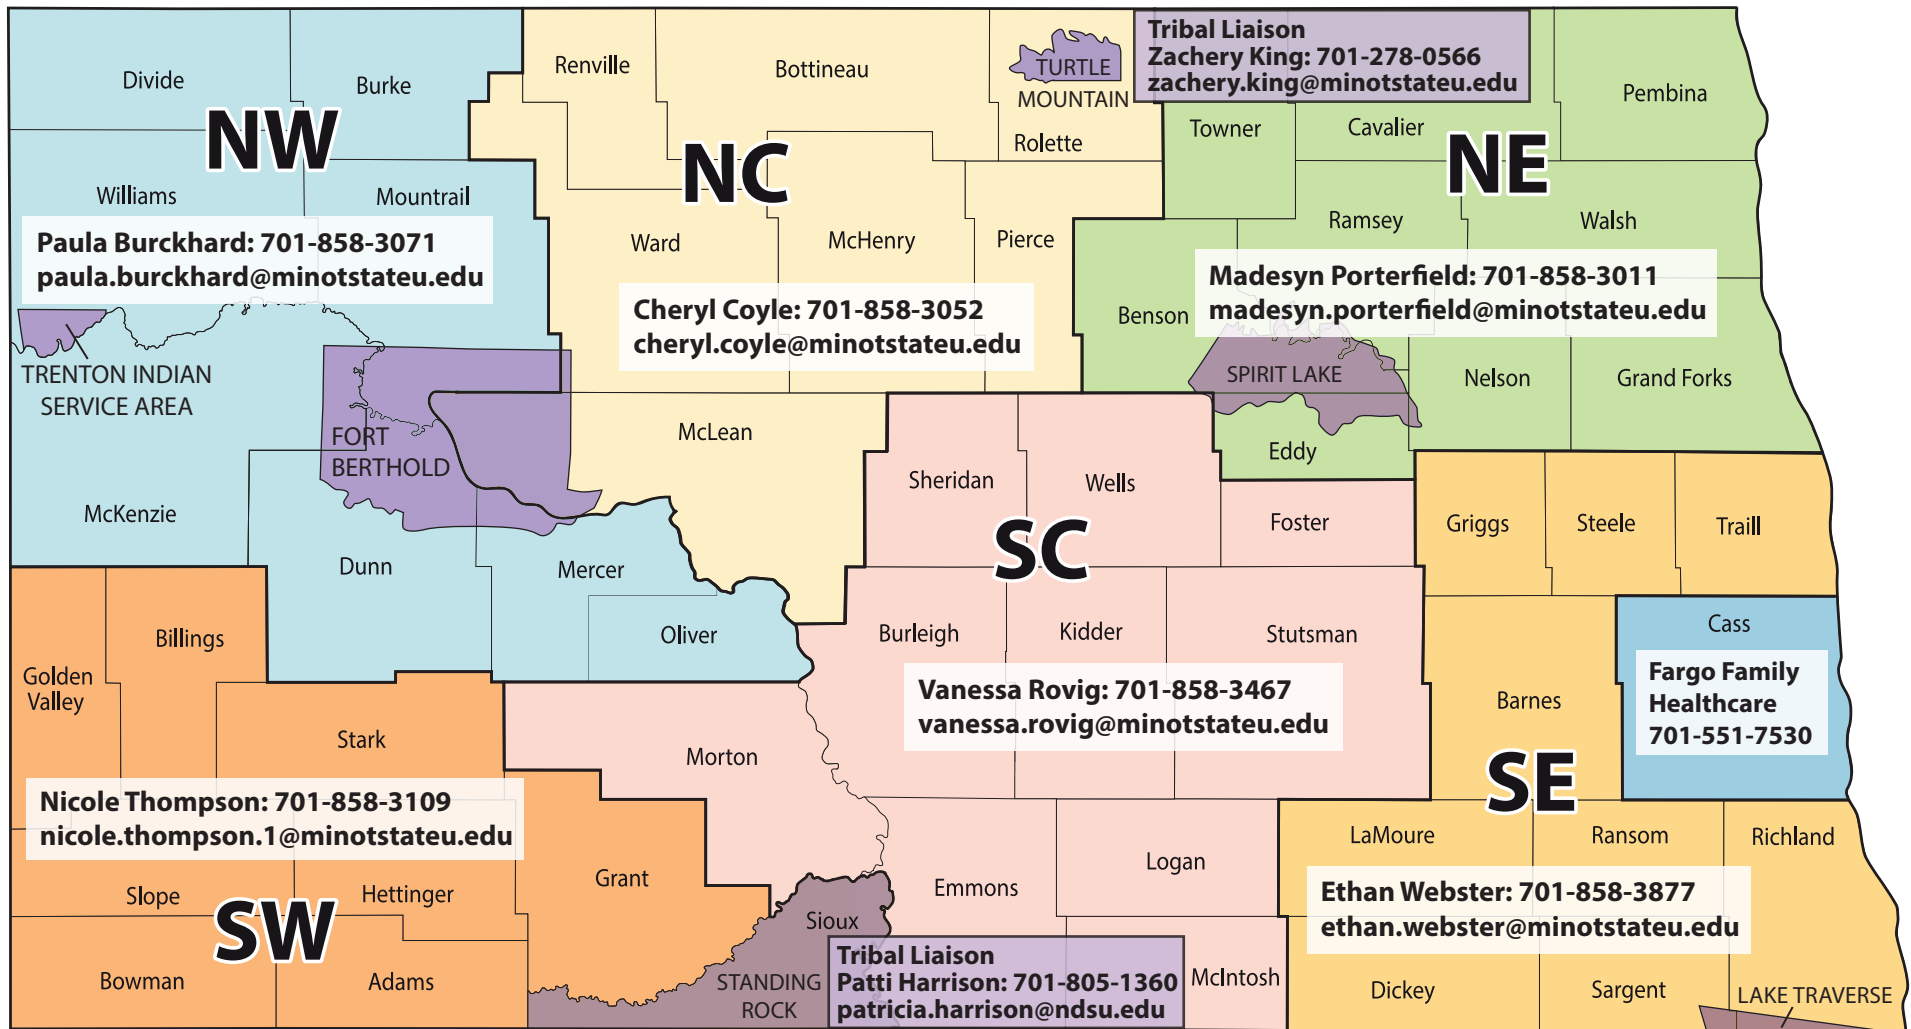 Divide
Burke
Renville
Bottineau
TURTLE
MOUNTAIN
Rolette
Tribal Liaison
Zachery King: 701-278-0566
zachery.king@minotstateu.edu
Towner
Cavalier
Pembina
NW
NC
NE
Williams
Mountrail
Paula Burckhard: 701-858-3071
paula.burckhard@minotstateu.edu
Ward
McHenry
Pierce
Ramsey
Walsh
Cheryl Coyle: 701-858-3052
cheryl.coyle@minotstateu.edu
Benson
Madesyn Porterfield: 701-858-3011
madesyn.porterfield@minotstateu.edu
TRENTON INDIAN
SERVICE AREA
FORT
BERTHOLD
McLean
SPIRIT LAKE
Nelson
Grand Forks
Eddy
McKenzie
Sheridan
Wells
Foster
Griggs
Steele
Traill
SC
Dunn
Mercer
Oliver
Burleigh
Kidder
Stutsman
Cass
Fargo Family
Healthcare
701-551-7530
Golden
Valley
Billings
Vanessa Rovig: 701-858-3467
vanessa.rovig@minotstateu.edu
Barnes
Stark
Morton
SE
Nicole Thompson: 701-858-3109
nicole.thompson.1@minotstateu.edu
LaMoure
Ransom
Richland
Slope
Hettinger
Grant
Emmons
Logan
Ethan Webster: 701-858-3877
ethan.webster@minotstateu.edu
SW
Sioux
Bowman
Adams
STANDING
ROCK
Tribal Liaison
Patti Harrison: 701-805-1360
patricia.harrison@ndsu.edu
McIntosh
Dickey
Sargent
LAKE TRAVERSE